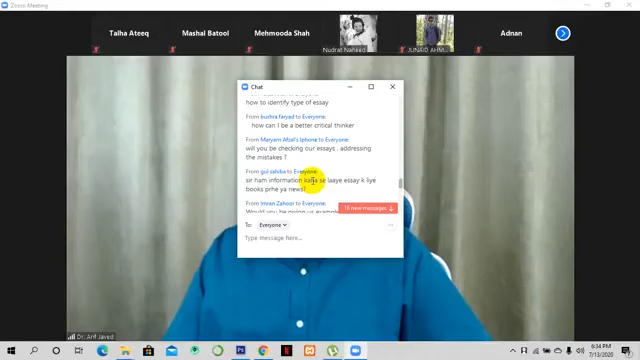 Zoom Meeting
Talha Ateeq
Mashal Batool
Mehmooda Shah
Nudrat Naheed
JUNAID AHM...
Adnan
Chat
how to identify type of essay
From bushra faryad to Everyone:
how can I be a better critical thinker
From Maryam Afzal's Iphone to Everyone:
will you be checking our essays . addressing
the mistakes ?
From gul sahiba to Everyone:
sir ham information kaha se laaye essay k liye
books prhe ya news?
From Imran Zahoor to Everyone:
Would you be giving us example
18 new messages
To: Everyone
Type message here...
Dr. Arif Javed
6:34 PM
7/13/2020